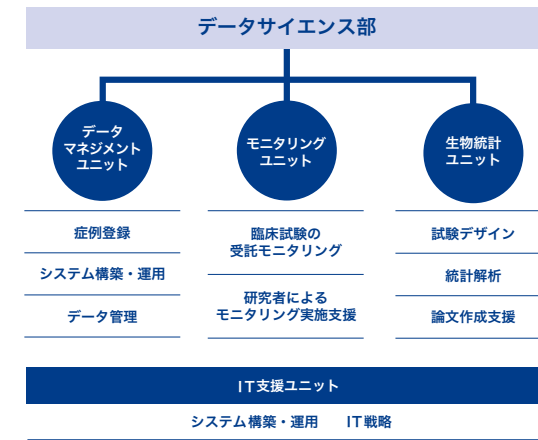 データサイエンス部
データ
マネジメント
ユニット
症例登録
システム構築・運用
データ管理
モニタリング
ユニット
臨床試験の
受託モニタリング
研究者による
モニタリング実施支援
生物統計
ユニット
試験デザイン
統計解析
論文作成支援
IT支援ユニット
システム構築・運用　IT戦略